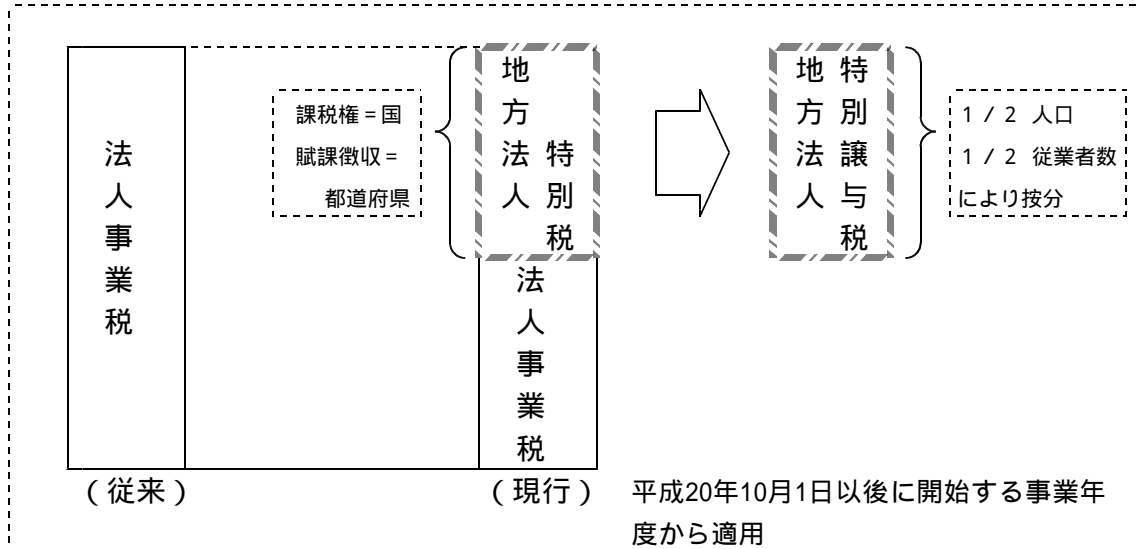 法人事業税
課税権＝国
賦課徴収＝
都道府県
地方法人
特別税
法人事業税
地方法人
特別譲与税
１／２ 人口
１／２ 従業者数
により按分
（従来）
（現行）
平成20年10月1日以後に開始する事業年
度から適用